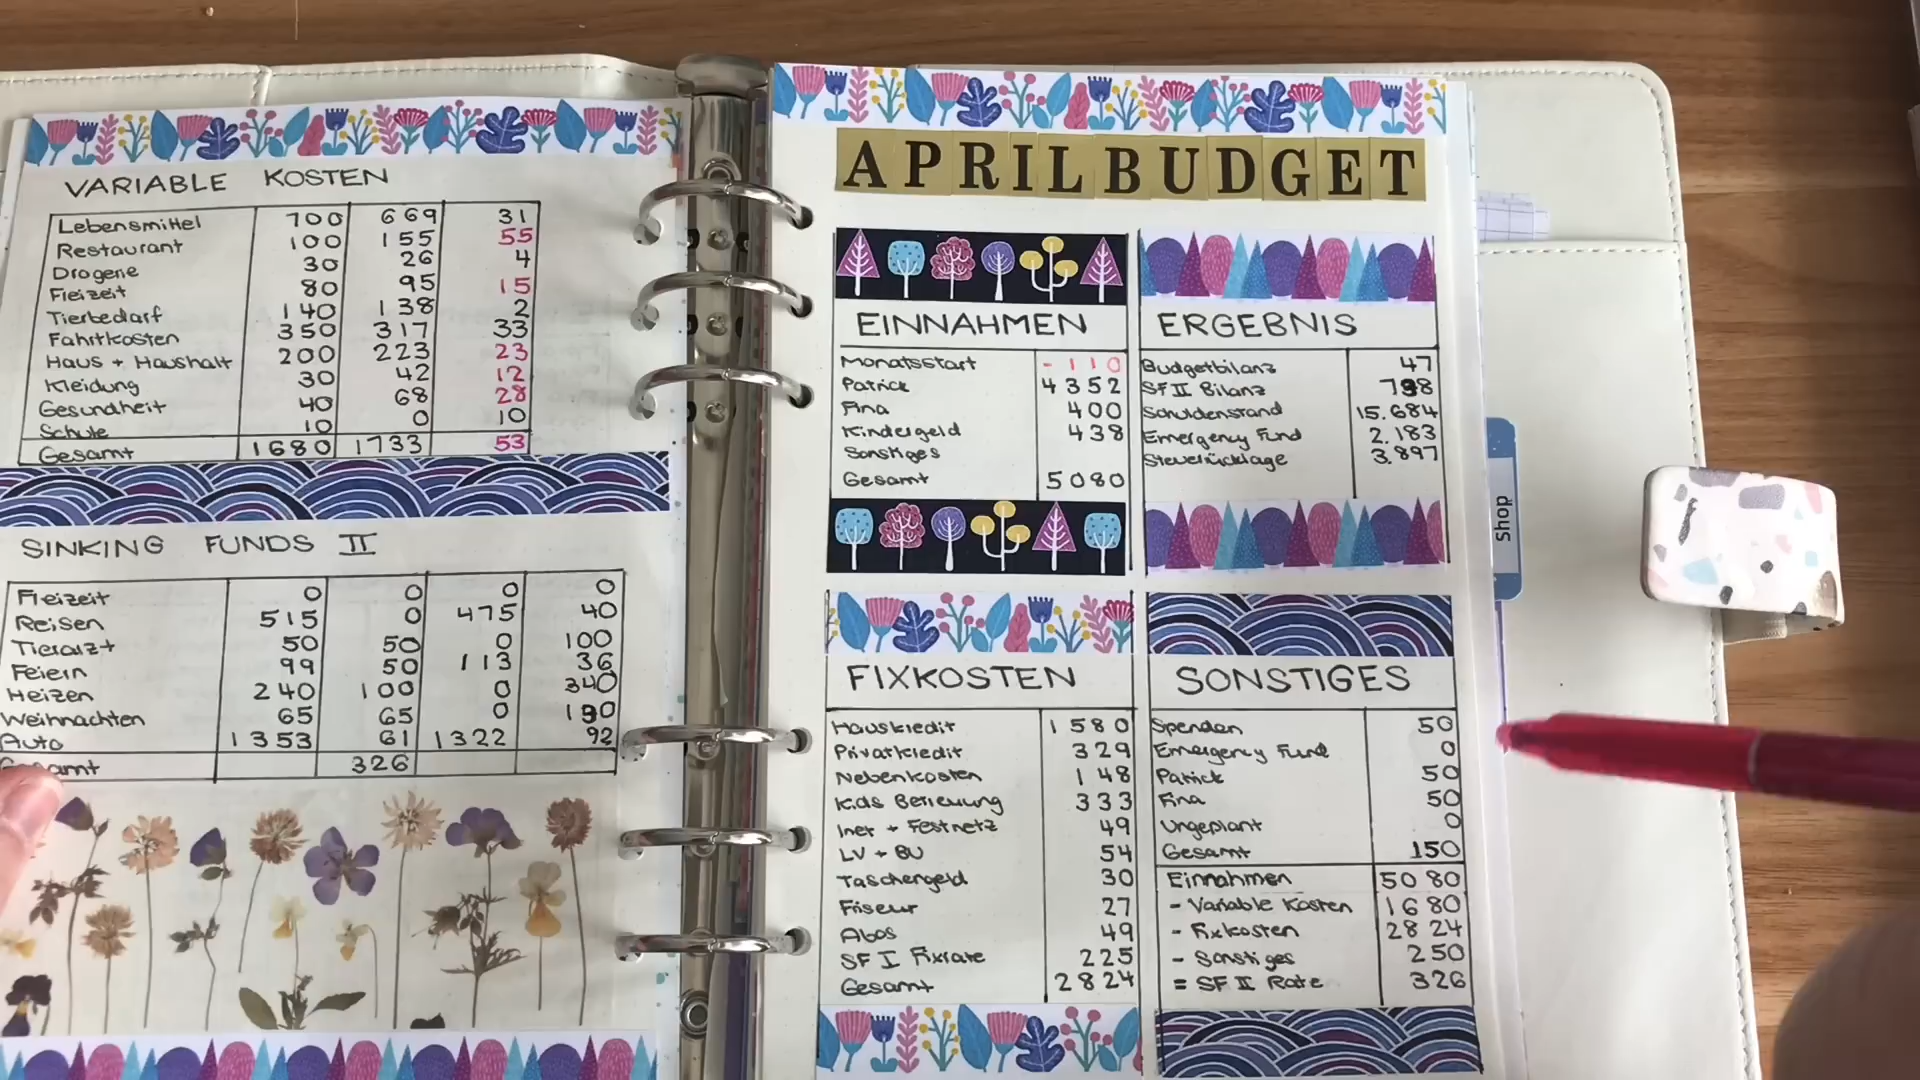 VARIABLE KOSTEN
Lebensmittel 700 669 31
Restaurant 100 155 55
Drogerie 30 26 4
Freizeit 80 95 15
Tierbedarf 140 138 2
Fahrtkosten 350 317 33
Haus + Haushalt 200 223 23
Kleidung 30 42 12
Gesundheit 40 68 28
Schule 10 0 10
Gesamt 1680 1733 53
SINKING FUNDS II
Freizeit 0 0 0 0
Reisen 515 0 475 40
Tierarzt 50 50 0 100
Feiern 99 50 113 36
Heizen 240 100 0 340
Weihnachten 65 65 0 130
Auto 1353 61 1322 92
amt 326
APRIL BUDGET
EINNAHMEN
Monatsstart -110
Patrick 4352
Fina 400
Kindergeld 438
Sonstiges
Gesamt 5080
ERGEBNIS
Budgetbilanz 47
SF II Bilanz 738
Schuldenstand 15.684
Emergency Fund 2.183
Steuerrücklage 3.897
FIXKOSTEN
Hauskredit 1580
Privatkredit 329
Nebenkosten 148
Kids Betreuung 333
Inet + Festnetz 49
LV + BU 54
Taschengeld 30
Friseur 27
Abos 49
SF I Fixrate 225
Gesamt 2824
SONSTIGES
Spenden 50
Emergency Fund 0
Patrick 50
Fina 50
Ungeplant 0
Gesamt 150
Einnahmen 5080
- Variable Kosten 1680
- Fixkosten 2824
- Sonstiges 250
= SF II Rate 326
Shop